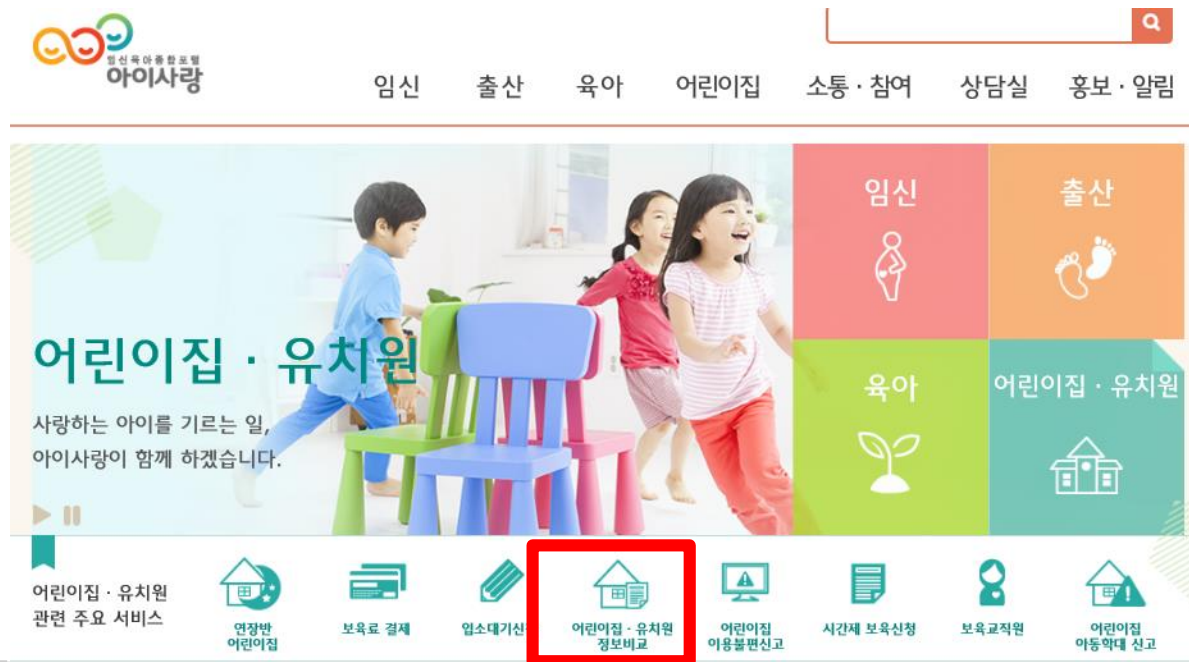 임신육아종합포털
아이사랑
임신 출산 육아 어린이집 소통 · 참여 상담실 홍보 · 알림
임신 출산
어린이집 · 유치원
사랑하는 아이를 기르는 일,
아이사랑이 함께 하겠습니다.
육아 어린이집 · 유치원
어린이집 · 유치원
관련 주요 서비스
연장반
어린이집
보육료 결제
입소대기신
어린이집 · 유치원
정보비교
어린이집
이용불편신고
시간제 보육신청
보육교직원
어린이집
아동학대 신고